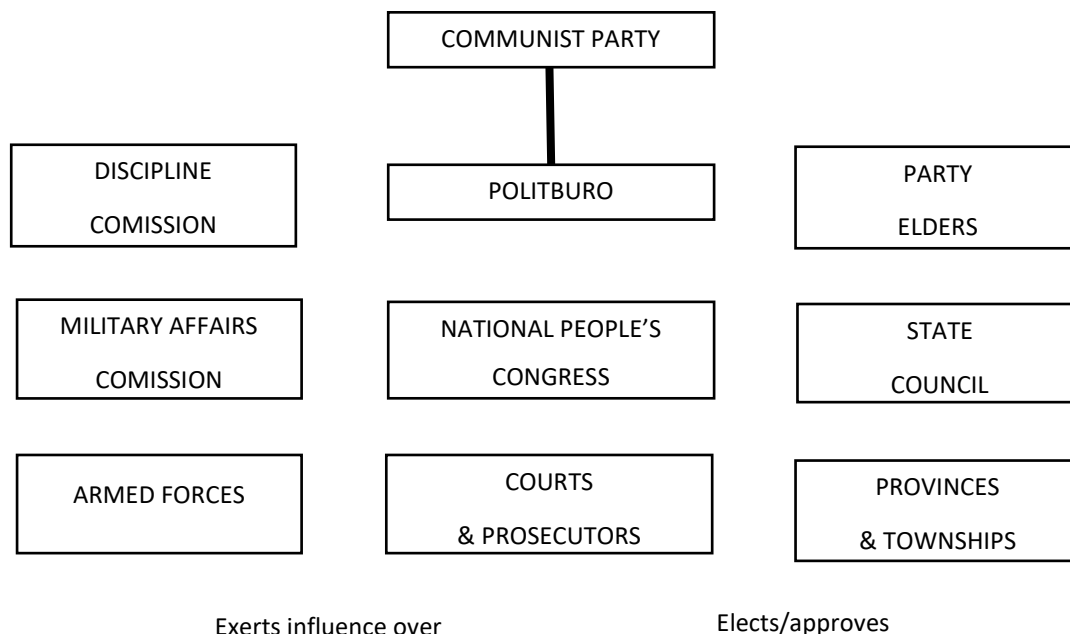 COMMUNIST PARTY
DISCIPLINE
COMISSION
POLITBURO
PARTY
ELDERS
MILITARY AFFAIRS
COMISSION
NATIONAL PEOPLE’S
CONGRESS
STATE
COUNCIL
ARMED FORCES
COURTS
& PROSECUTORS
PROVINCES
& TOWNSHIPS
Exerts influence over
Elects/approves